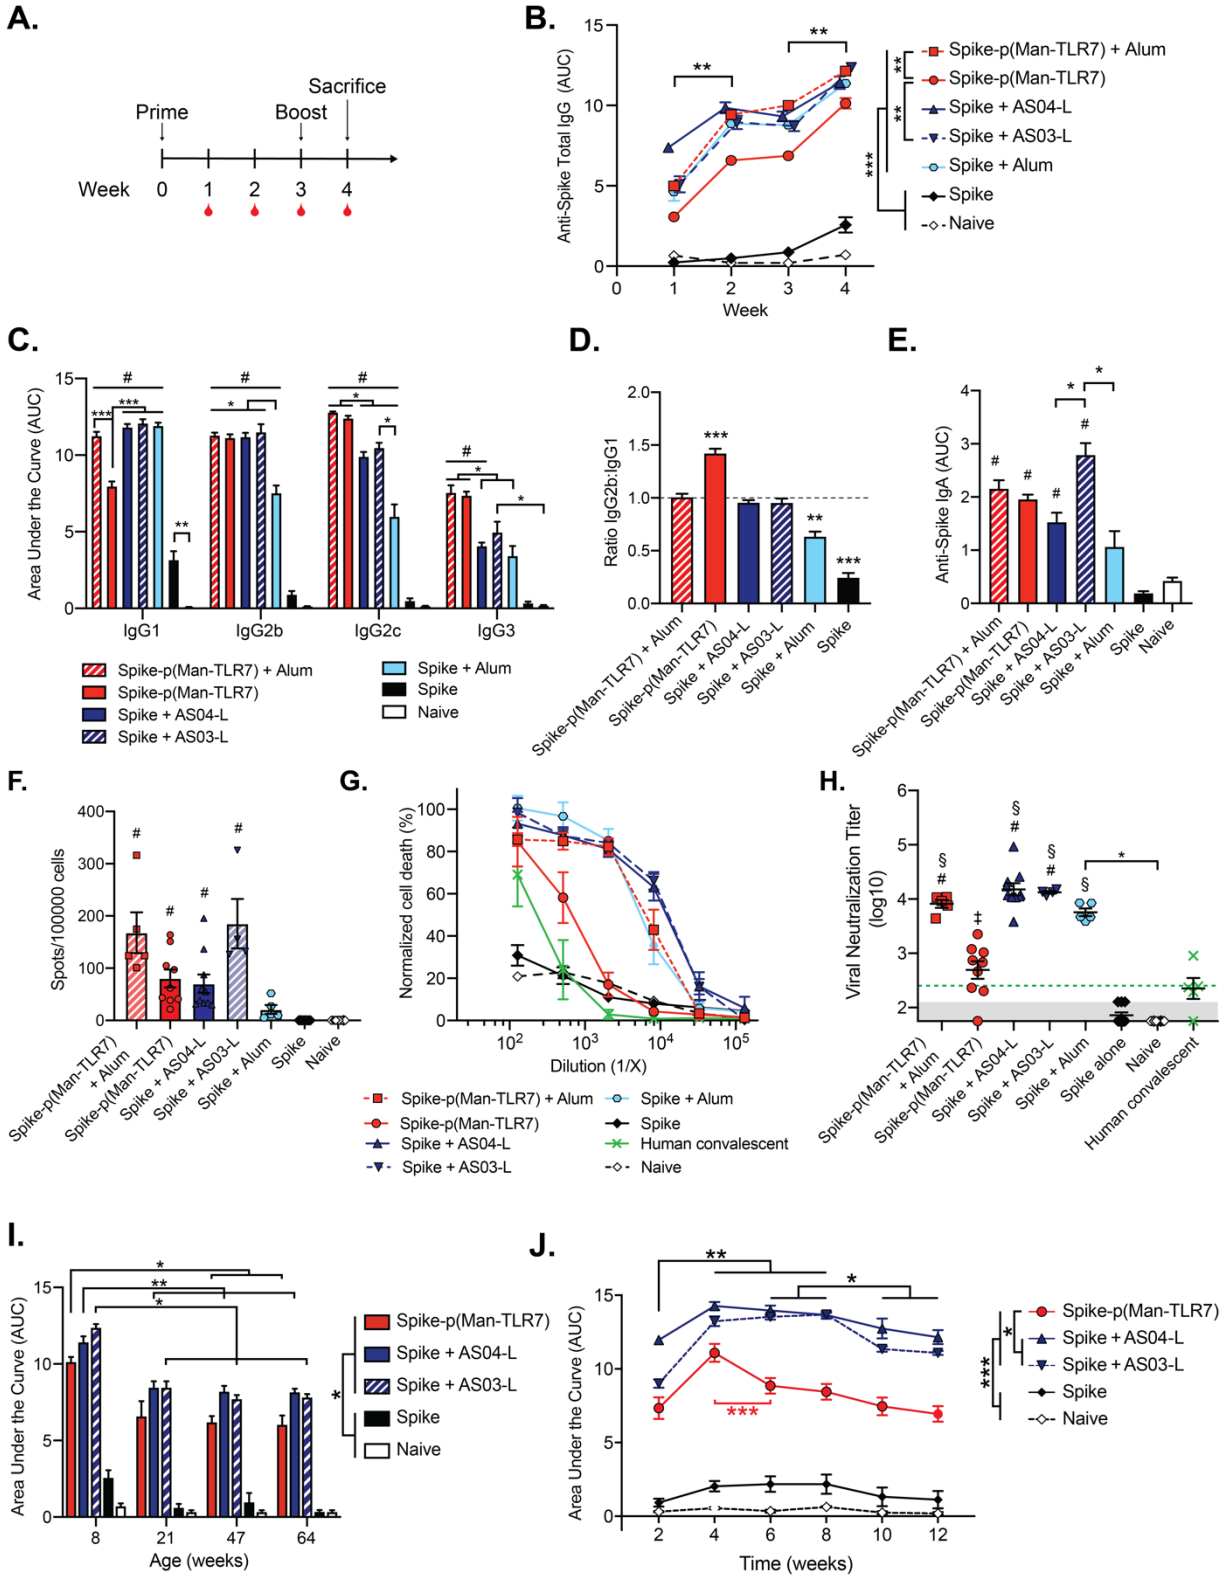 A.
Prime
Boost
Sacrifice
Week
0 1 2 3 4
B.
Anti-Spike Total IgG (AUC)
15
10
5
0
**
**
0 1 2 3 4
Week
Spike-p(Man-TLR7) + Alum
Spike-p(Man-TLR7)
Spike + AS04-L
Spike + AS03-L
Spike + Alum
Spike
Naive
**
**
***
C.
Area Under the Curve (AUC)
15
10
5
0
# # # #
*** *** **
*
* *
* *
IgG1 IgG2b IgG2c IgG3
Spike-p(Man-TLR7) + Alum
Spike-p(Man-TLR7)
Spike + AS04-L
Spike + AS03-L
Spike + Alum
Spike
Naive
D.
Ratio IgG2b:IgG1
2.0
1.5
1.0
0.5
0.0
*** ** ***
Spike-p(Man-TLR7) + Alum
Spike-p(Man-TLR7)
Spike + AS04-L
Spike + AS03-L
Spike + Alum
Spike
E.
Anti-Spike IgA (AUC)
4
3
2
1
0
* *
# # # #
Spike-p(Man-TLR7) + Alum
Spike-p(Man-TLR7)
Spike + AS04-L
Spike + AS03-L
Spike + Alum
Spike
Naive
F.
Spots/1000000 cells
400
300
200
100
0
# # # #
Spike-p(Man-TLR7)
+ Alum
Spike-p(Man-TLR7)
Spike + AS04-L
Spike + AS03-L
Spike + Alum
Spike
Naive
G.
Normalized cell death (%)
100
80
60
40
20
0
10² 10³ 10⁴ 10⁵
Dilution (1/X)
Spike-p(Man-TLR7) + Alum
Spike-p(Man-TLR7)
Spike + AS04-L
Spike + AS03-L
Spike + Alum
Spike
Human convalescent
Naive
H.
Viral Neutralization Titer
(log10)
6
5
4
3
2
§ # ‡ § # § # § *
Spike-p(Man-TLR7)
+ Alum
Spike-p(Man-TLR7)
Spike + AS04-L
Spike + AS03-L
Spike + Alum
Spike alone
Naive
Human convalescent
I.
Area Under the Curve (AUC)
15
10
5
0
*
**
*
8 21 47 64
Age (weeks)
Spike-p(Man-TLR7)
Spike + AS04-L
Spike + AS03-L
Spike
Naive
*
J.
Area Under the Curve (AUC)
15
10
5
0
**
*
***
2 4 6 8 10 12
Time (weeks)
Spike-p(Man-TLR7)
Spike + AS04-L
Spike + AS03-L
Spike
Naive
*
***